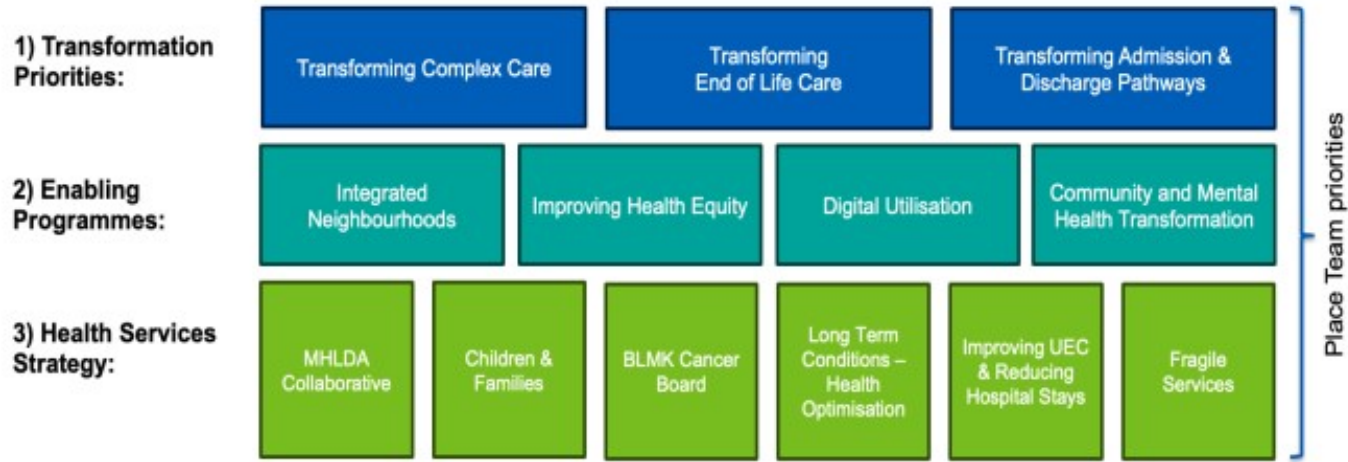 1) Transformation
Priorities:
Transforming Complex Care
Transforming
End of Life Care
Transforming Admission &
Discharge Pathways
2) Enabling
Programmes:
Integrated
Neighbourhoods
Improving Health Equity
Digital Utilisation
Community and Mental
Health Transformation
3) Health Services
Strategy:
MHLDA
Collaborative
Children &
Families
BLMK Cancer
Board
Long Term
Conditions –
Health
Optimisation
Improving UEC
& Reducing
Hospital Stays
Fragile
Services
Place Team priorities